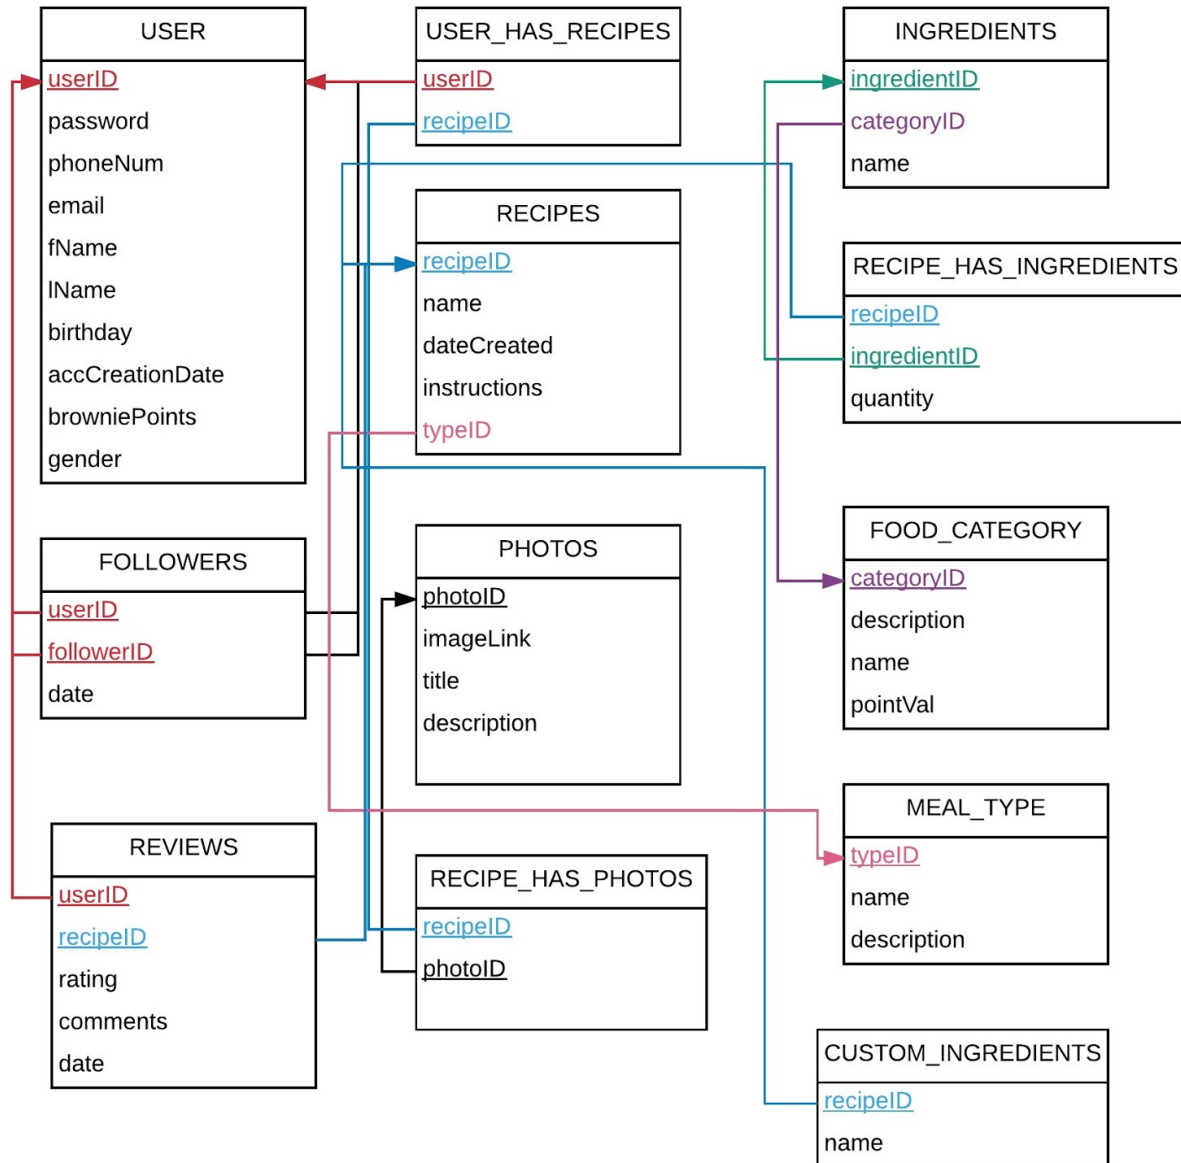 USER
userID
password
phoneNum
email
fName
lName
birthday
accCreationDate
browniePoints
gender
FOLLOWERS
userID
followerID
date
REVIEWS
userID
recipeID
rating
comments
date
USER_HAS_RECIPES
userID
recipeID
RECIPES
recipeID
name
dateCreated
instructions
typeID
PHOTOS
photoID
imageLink
title
description
RECIPE_HAS_PHOTOS
recipeID
photoID
INGREDIENTS
ingredientID
categoryID
name
RECIPE_HAS_INGREDIENTS
recipeID
ingredientID
quantity
FOOD_CATEGORY
categoryID
description
name
pointVal
MEAL_TYPE
typeID
name
description
CUSTOM_INGREDIENTS
recipeID
name